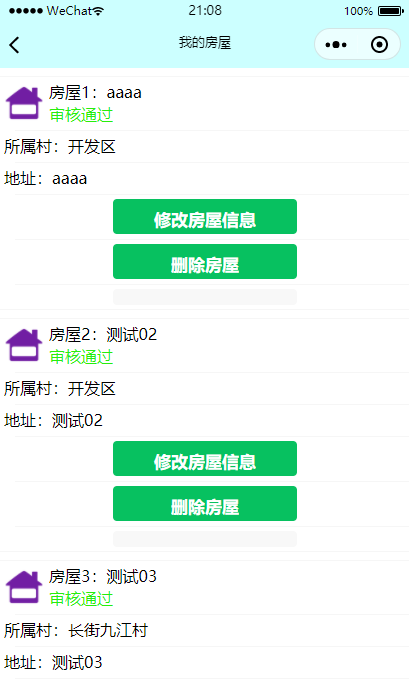 WeChat 21:08 100%
我的房屋
房屋1：aaaa
审核通过
所属村：开发区
地址：aaaa
修改房屋信息
删除房屋
房屋2：测试02
审核通过
所属村：开发区
地址：测试02
修改房屋信息
删除房屋
房屋3：测试03
审核通过
所属村：长街九江村
地址：测试03